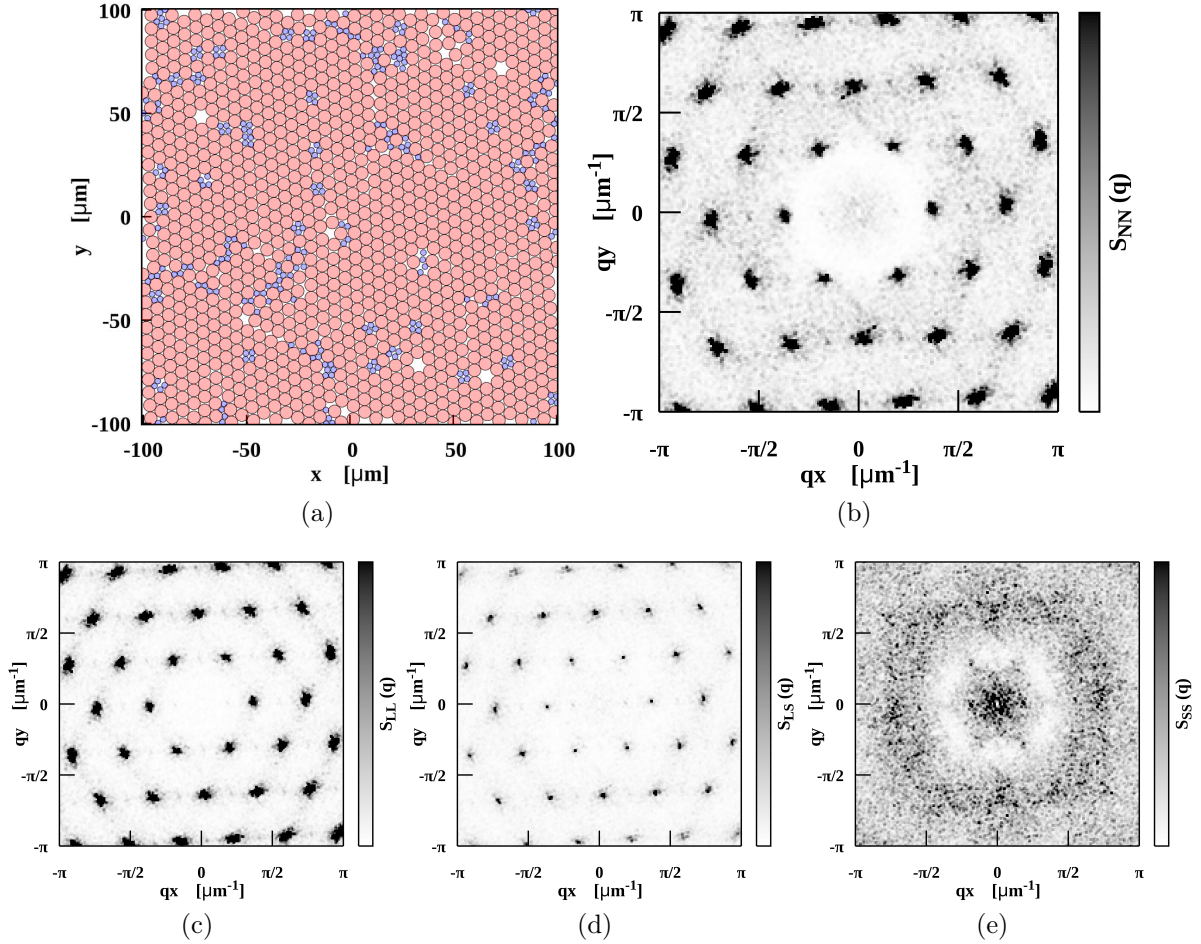 100
50
0
-50
-100
y [μm]
-100 -50 0 50 100
x [μm]
(a)
π
π/2
0
-π/2
-π
qy [μm-1]
-π -π/2 0 π/2 π
qx [μm-1]
SNN (q)
(b)
π
π/2
0
-π/2
-π
qy [μm-1]
-π -π/2 0 π/2 π
qx [μm-1]
SLL (q)
(c)
π
π/2
0
-π/2
-π
qy [μm-1]
-π -π/2 0 π/2 π
qx [μm-1]
SLS (q)
(d)
π
π/2
0
-π/2
-π
qy [μm-1]
-π -π/2 0 π/2 π
qx [μm-1]
SSS (q)
(e)